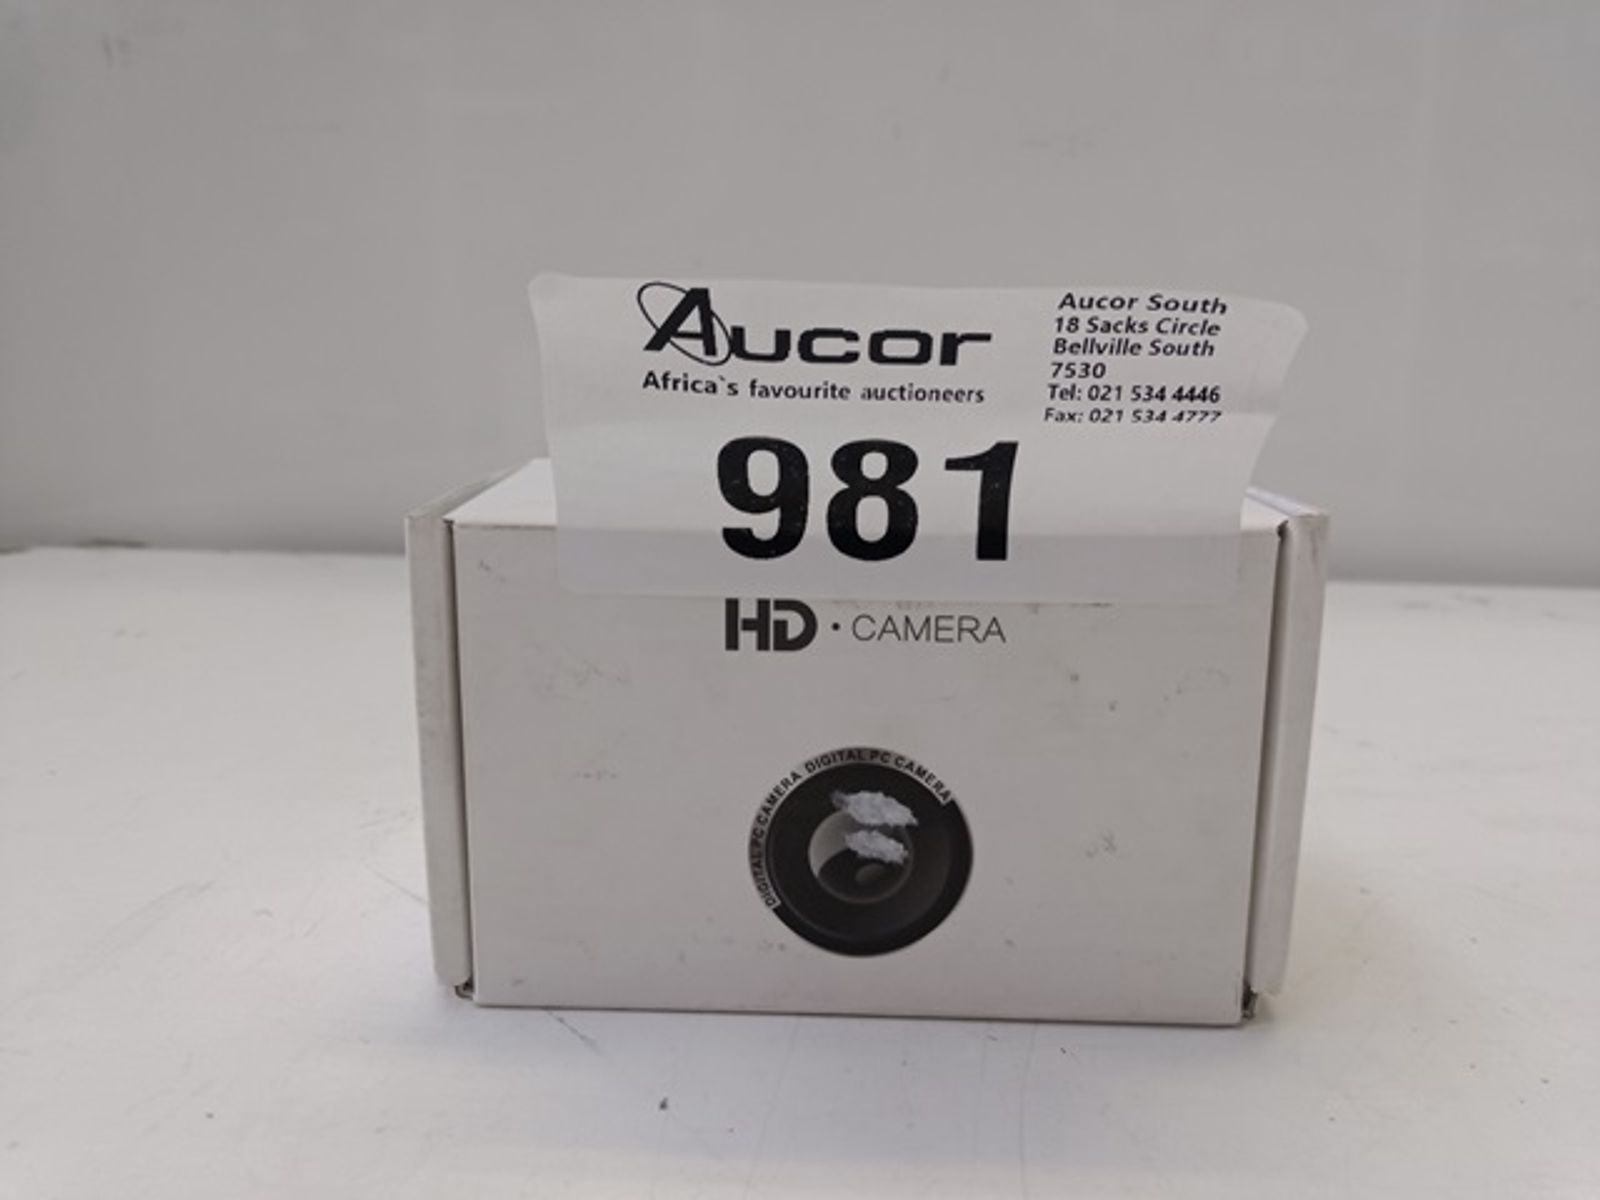 Aucor
Africa`s favourite auctioneers
Aucor South
18 Sacks Circle
Bellville South
7530
Tel: 021 534 4446
Fax: 021 534 4777
981
HD • CAMERA
DIGITAL PC CAMERA DIGITAL PC CAMERA